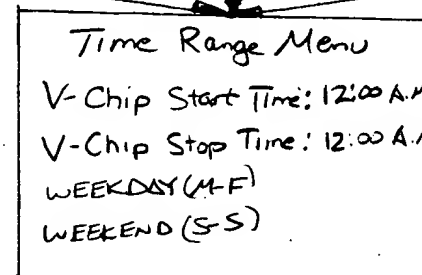 Time Range Menu
V-Chip Start Time: 12:00 A.M
V-Chip Stop Time: 12:00 A.M
WEEKDAY (M-F)
WEEKEND (S-S)